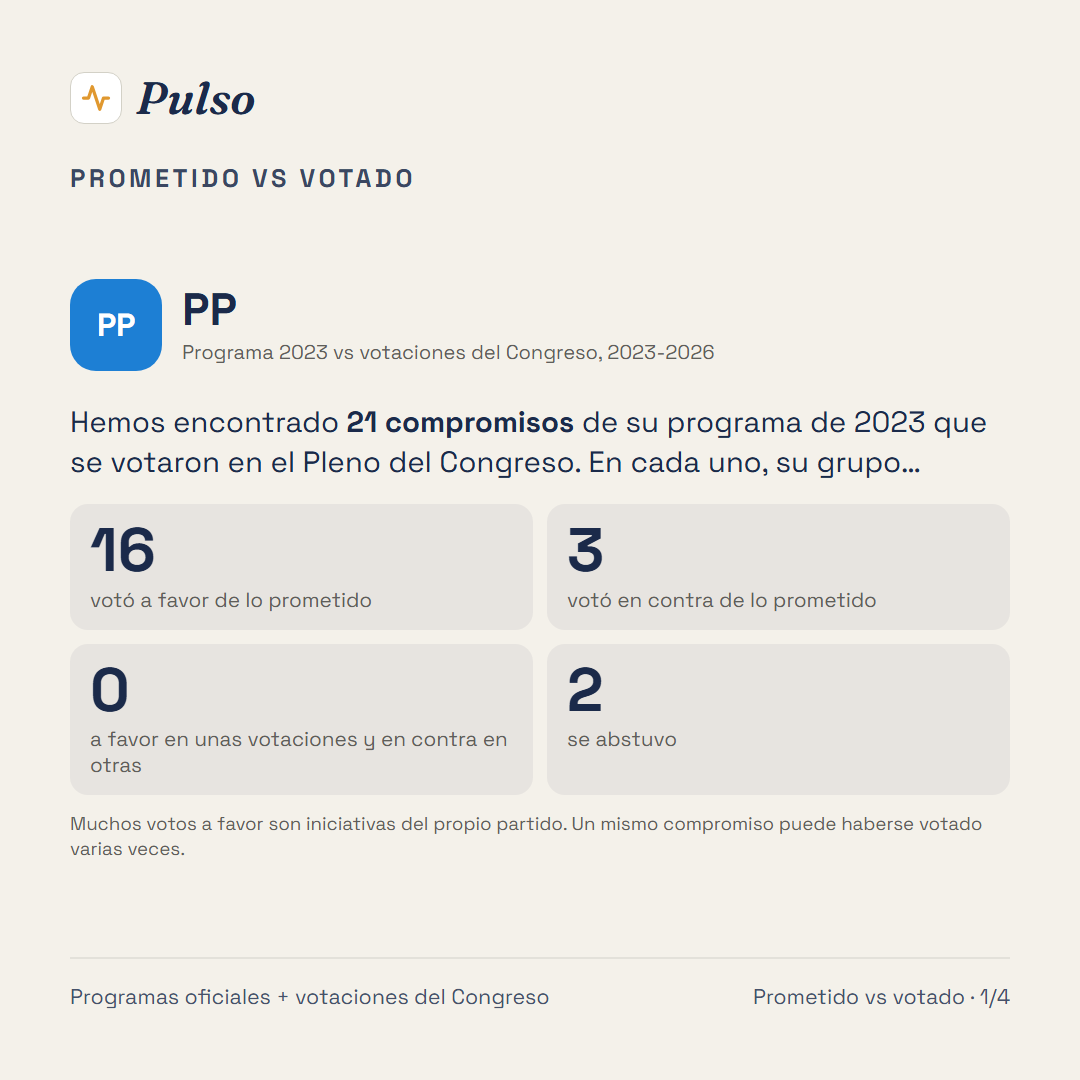 Pulso
PROMETIDO VS VOTADO
PP
PP
Programa 2023 vs votaciones del Congreso, 2023-2026
Hemos encontrado 21 compromisos de su programa de 2023 que
se votaron en el Pleno del Congreso. En cada uno, su grupo...
16
votó a favor de lo prometido
3
votó en contra de lo prometido
0
a favor en unas votaciones y en contra en
otras
2
se abstuvo
Muchos votos a favor son iniciativas del propio partido. Un mismo compromiso puede haberse votado
varias veces.
Programas oficiales + votaciones del Congreso
Prometido vs votado · 1/4